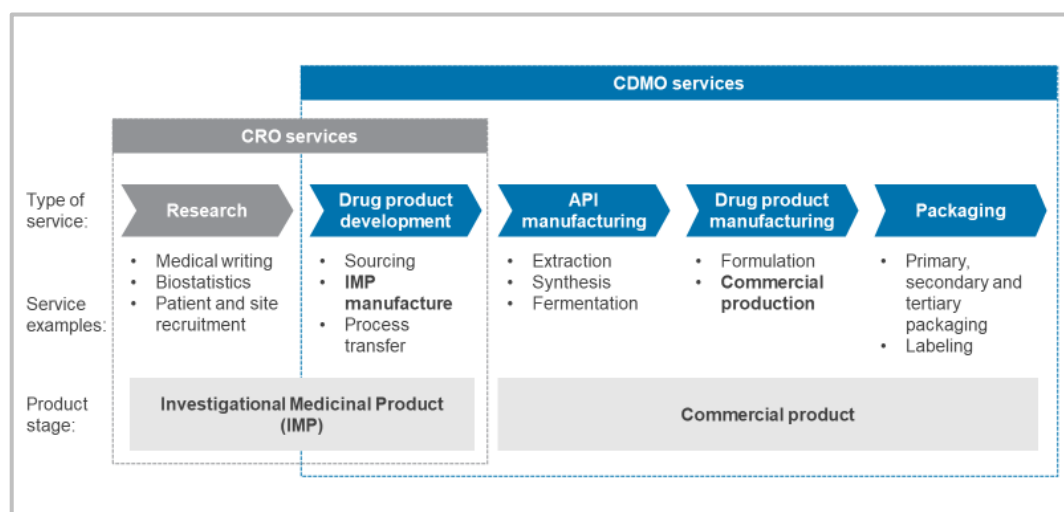 CDMO services
CRO services
Type of
service:
Research
Drug product
development
API
manufacturing
Drug product
manufacturing
Packaging
Service
examples:
• Medical writing
• Biostatistics
• Patient and site
recruitment
• Sourcing
• IMP
manufacture
• Process
transfer
• Extraction
• Synthesis
• Fermentation
• Formulation
• Commercial
production
• Primary,
secondary and
tertiary
packaging
• Labeling
Product
stage:
Investigational Medicinal Product
(IMP)
Commercial product